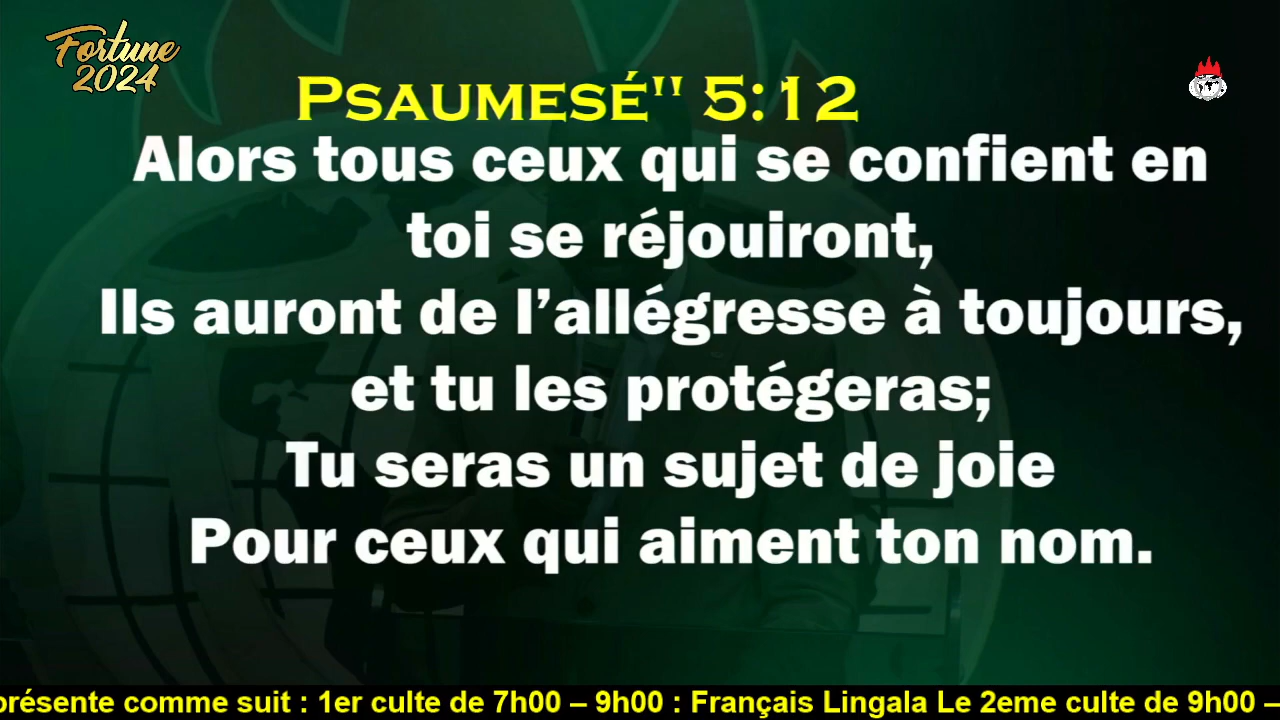 Fortune
2024
Psaumesé" 5:12
Alors tous ceux qui se confient en
toi se réjouiront,
Ils auront de l’allégresse à toujours,
et tu les protégeras;
Tu seras un sujet de joie
Pour ceux qui aiment ton nom.
présente comme suit : 1er culte de 7h00 – 9h00 : Français Lingala Le 2eme culte de 9h00 –